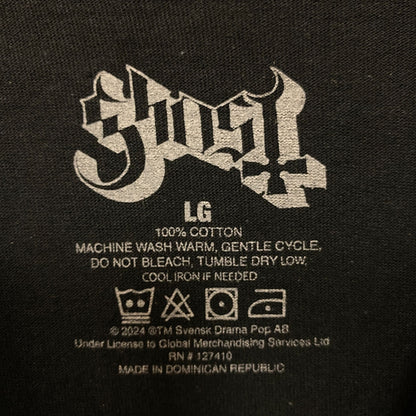 Ghost
LG
100% COTTON
MACHINE WASH WARM, GENTLE CYCLE,
DO NOT BLEACH, TUMBLE DRY LOW,
COOL IRON IF NEEDED
© 2024 ®TM Svensk Drama Pop AB
Under License to Global Merchandising Services Ltd
RN # 127410
MADE IN DOMINICAN REPUBLIC